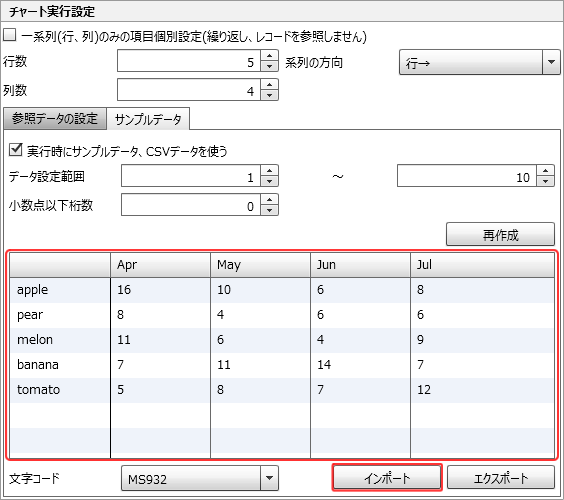 チャート実行設定
一系列(行、列)のみの項目個別設定(繰り返し、レコードを参照しません)
行数 5 系列の方向 行→
列数 4
参照データの設定 サンプルデータ
実行時にサンプルデータ、CSVデータを使う
データ設定範囲 1 ～ 10
小数点以下桁数 0
再作成
Apr May Jun Jul
apple 16 10 6 8
pear 8 4 6 6
melon 11 6 4 9
banana 7 11 14 7
tomato 5 8 7 12
文字コード MS932 インポート エクスポート